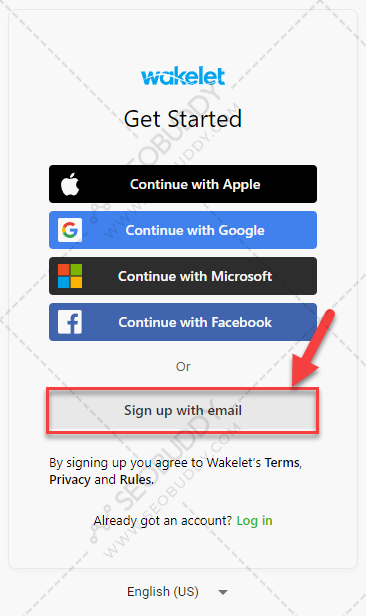 wakelet
Get Started
Continue with Apple
Continue with Google
Continue with Microsoft
Continue with Facebook
Or
Sign up with email
By signing up you agree to Wakelet's Terms,
Privacy and Rules.
Already got an account? Log in
English (US)
SEOBUDDY
WWW.SEOBUDDY.COM
SEOBUDDY
WWW.SEOBUDDY.COM